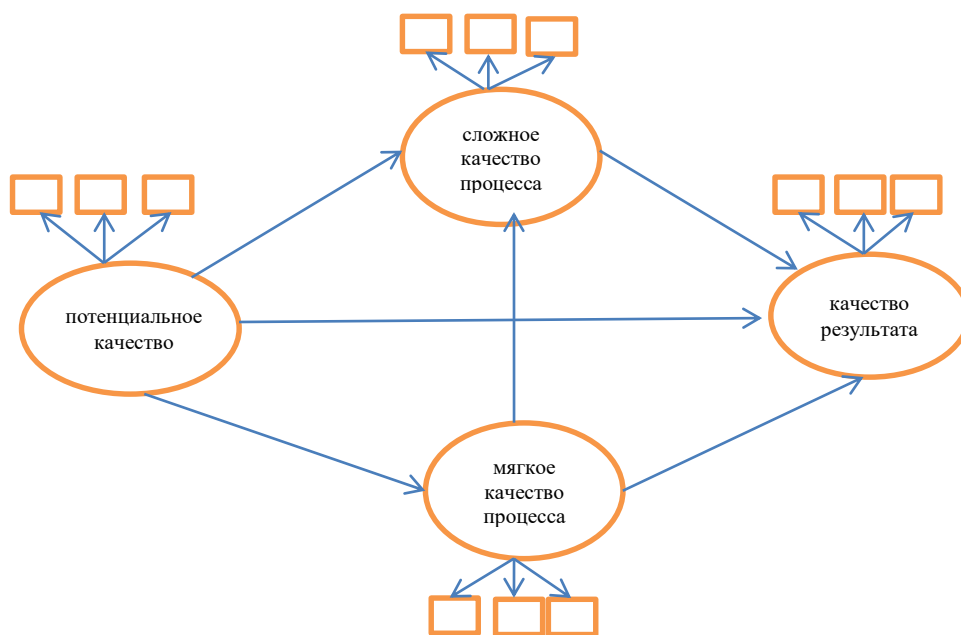 сложное
качество
процесса
потенциальное
качество
качество
результата
мягкое
качество
процесса